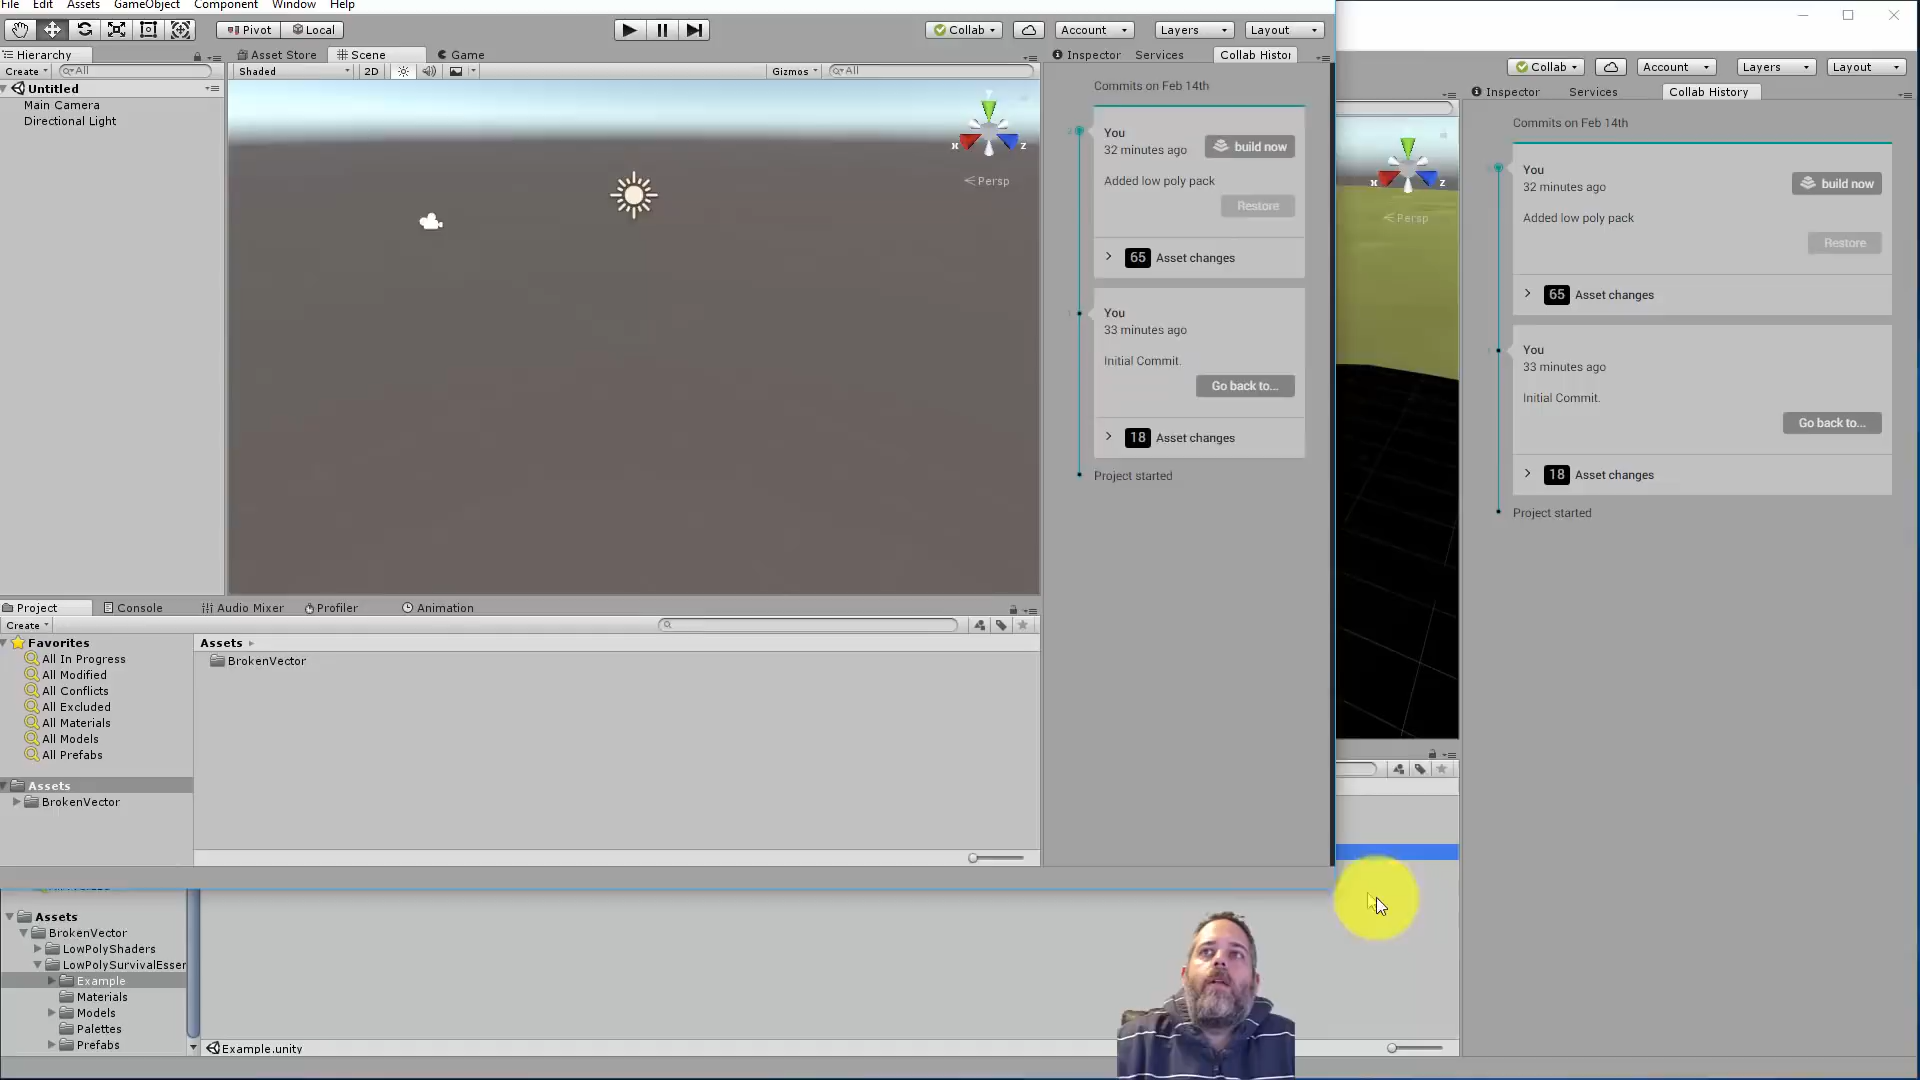 File Edit Assets GameObject Component Window Help
Pivot Local Collab Account Layers Layout
Hierarchy Asset Store Scene Game Inspector Services Collab Histor
Create All Shaded 2D Gizmos All
Untitled
Main Camera
Directional Light
x z
Persp
Commits on Feb 14th
You
32 minutes ago
build now
Added low poly pack
Restore
65 Asset changes
You
33 minutes ago
Initial Commit.
Go back to...
18 Asset changes
Project started
Project Console Audio Mixer Profiler Animation
Create
Favorites
All In Progress
All Modified
All Conflicts
All Excluded
All Materials
All Models
All Prefabs
Assets
BrokenVector
Assets
BrokenVector
Collab Account Layers Layout
Inspector Services Collab History
x z
Persp
Commits on Feb 14th
You
32 minutes ago
build now
Added low poly pack
Restore
65 Asset changes
You
33 minutes ago
Initial Commit.
Go back to...
18 Asset changes
Project started
Assets
BrokenVector
LowPolyShaders
LowPolySurvivalEsser
Example
Materials
Models
Palettes
Prefabs
Example.unity